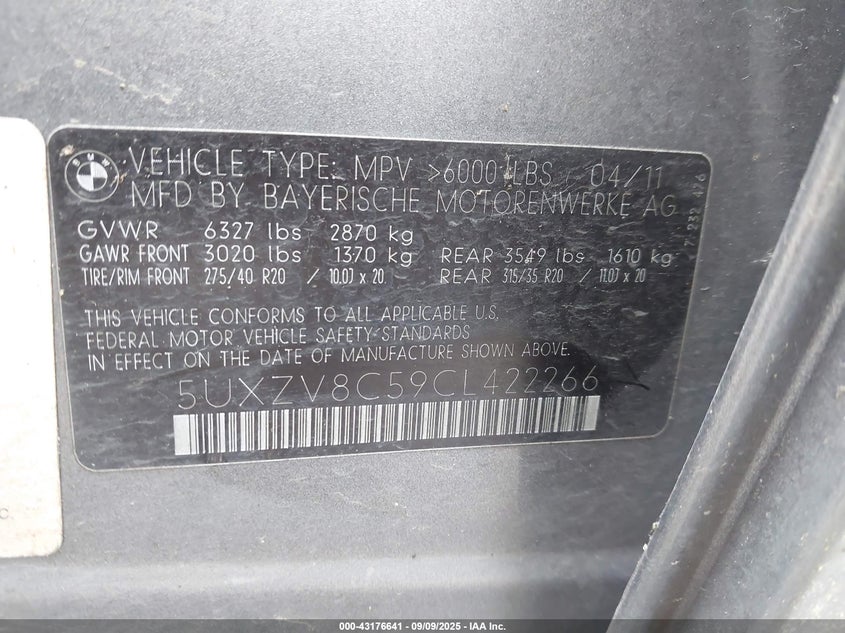 BMW
VEHICLE TYPE: MPV >6000 LBS 04/11
MFD BY BAYERISCHE MOTORENWERKE AG
GVWR 6327 lbs 2870 kg
GAWR FRONT 3020 lbs 1370 kg REAR 3549 lbs 1610 kg
TIRE/RIM FRONT 275/40 R20 / 10.0J x 20 REAR 315/35 R20 / 11.0J x 20
THIS VEHICLE CONFORMS TO ALL APPLICABLE U.S.
FEDERAL MOTOR VEHICLE SAFETY STANDARDS
IN EFFECT ON THE DATE OF MANUFACTURE SHOWN ABOVE.
5UXZV8C59CL422266
000-43176641 / 09/09/2025 - IAA Inc.